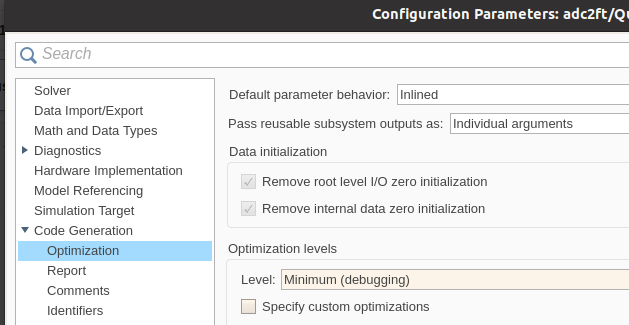 Configuration Parameters: adc2ft/Qu
Search
Solver
Data Import/Export
Math and Data Types
Diagnostics
Hardware Implementation
Model Referencing
Simulation Target
Code Generation
Optimization
Report
Comments
Identifiers
Default parameter behavior: Inlined
Pass reusable subsystem outputs as: Individual arguments
Data initialization
Remove root level I/O zero initialization
Remove internal data zero initialization
Optimization levels
Level: Minimum (debugging)
Specify custom optimizations